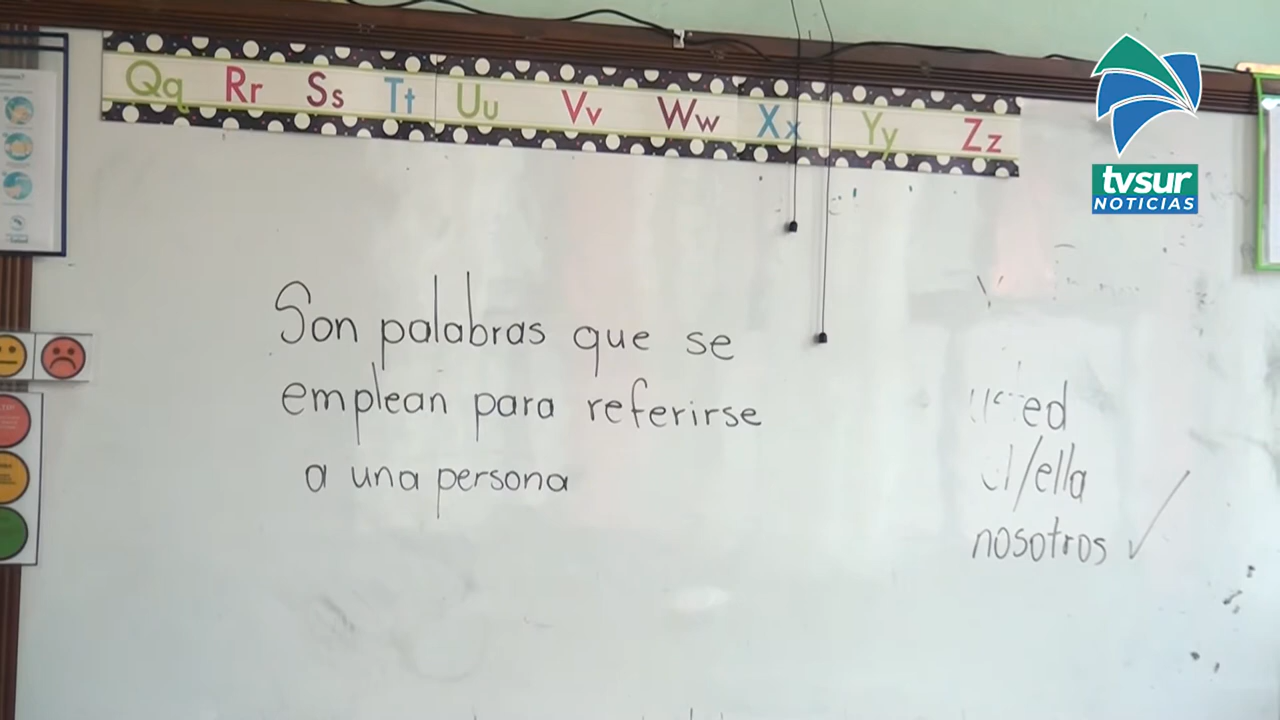 Qq Rr Ss Tt Uu Vv Ww Xx Yy Zz
tvsur
NOTICIAS
Son palabras que se
emplean para referirse
a una persona
/ella
nosotros ✓